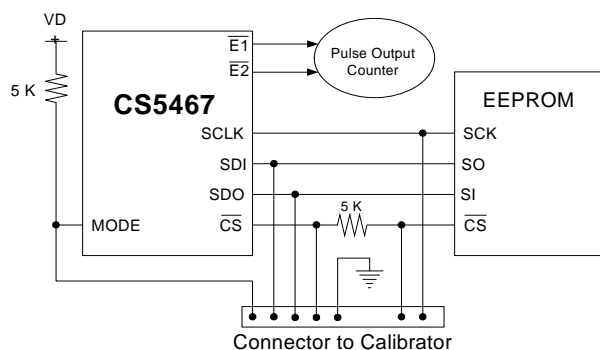 VD
5 K
CS5467
MODE
E1
E2
SCLK
SDI
SDO
CS
Pulse Output
Counter
5 K
EEPROM
SCK
SO
SI
CS
Connector to Calibrator